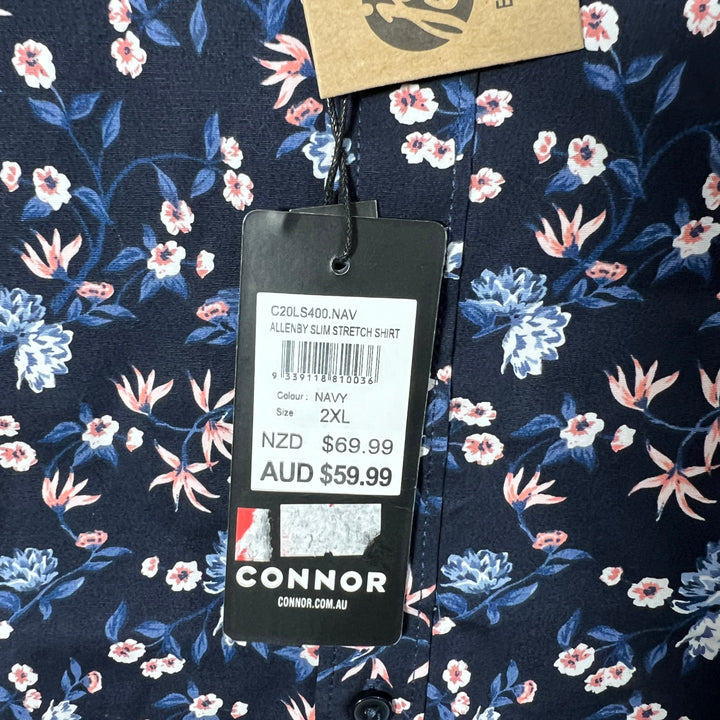 C20LS400.NAV
ALLENBY SLIM STRETCH SHIRT
9 339118 810036
Colour : NAVY
Size 2XL
NZD $69.99
AUD $59.99
CONNOR
CONNOR.COM.AU